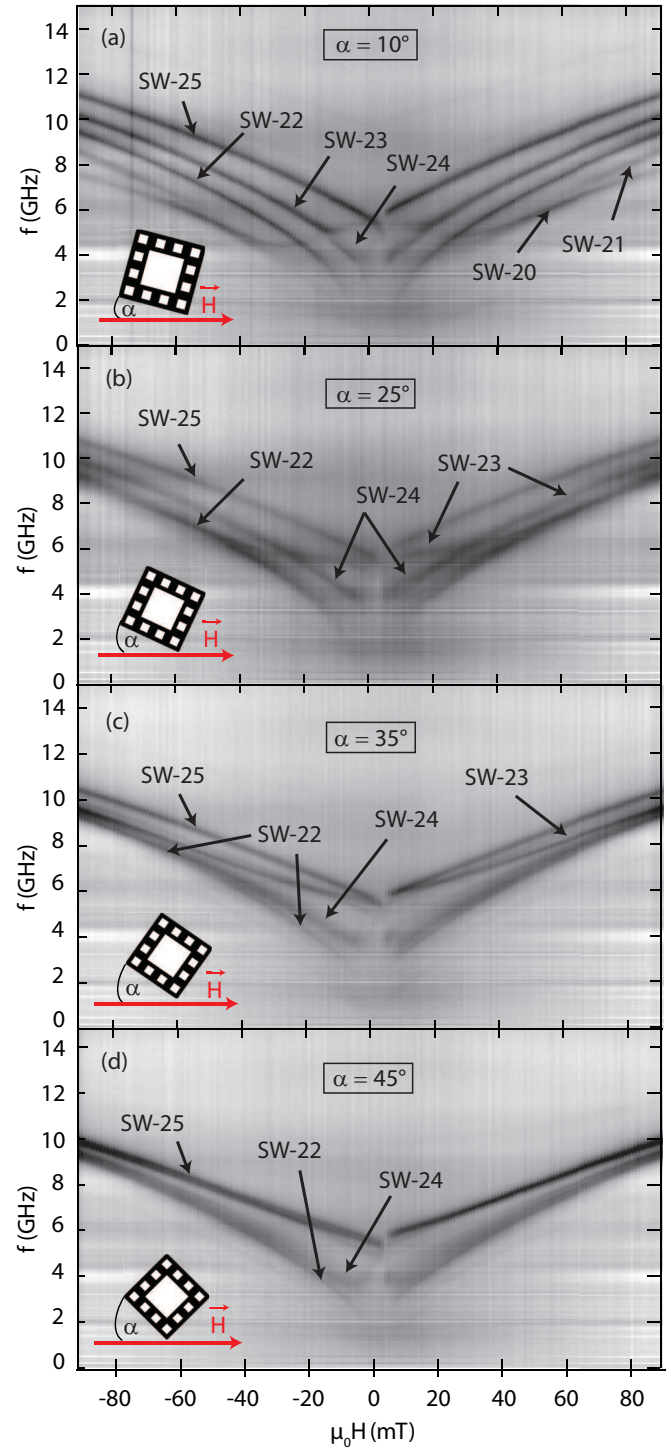 14
(a)
α = 10°
12
SW-25
10
SW-22
SW-23
SW-24
8
f (GHz)
6
4
SW-20
SW-21
2
H
α
0
14
(b)
α = 25°
12
SW-25
10
SW-22
SW-24
SW-23
8
f (GHz)
6
4
2
α
H
0
14
(c)
α = 35°
12
SW-25
SW-23
10
SW-22
SW-24
8
f (GHz)
6
4
2
α
H
0
14
(d)
α = 45°
12
SW-25
10
SW-22
SW-24
8
f (GHz)
6
4
2
α
H
0
-80 -60 -40 -20 0 20 40 60 80
μ₀H (mT)